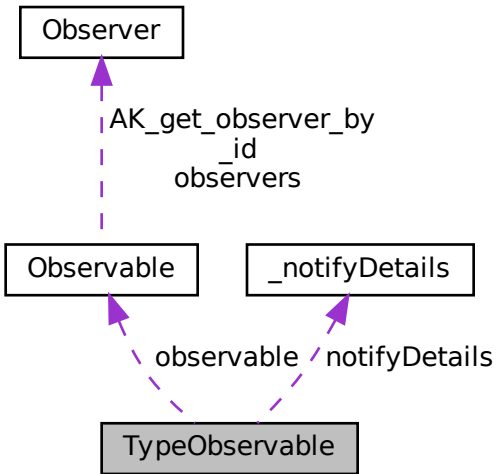 Observer
AK_get_observer_by
_id
observers
Observable
_notifyDetails
observable
notifyDetails
TypeObservable